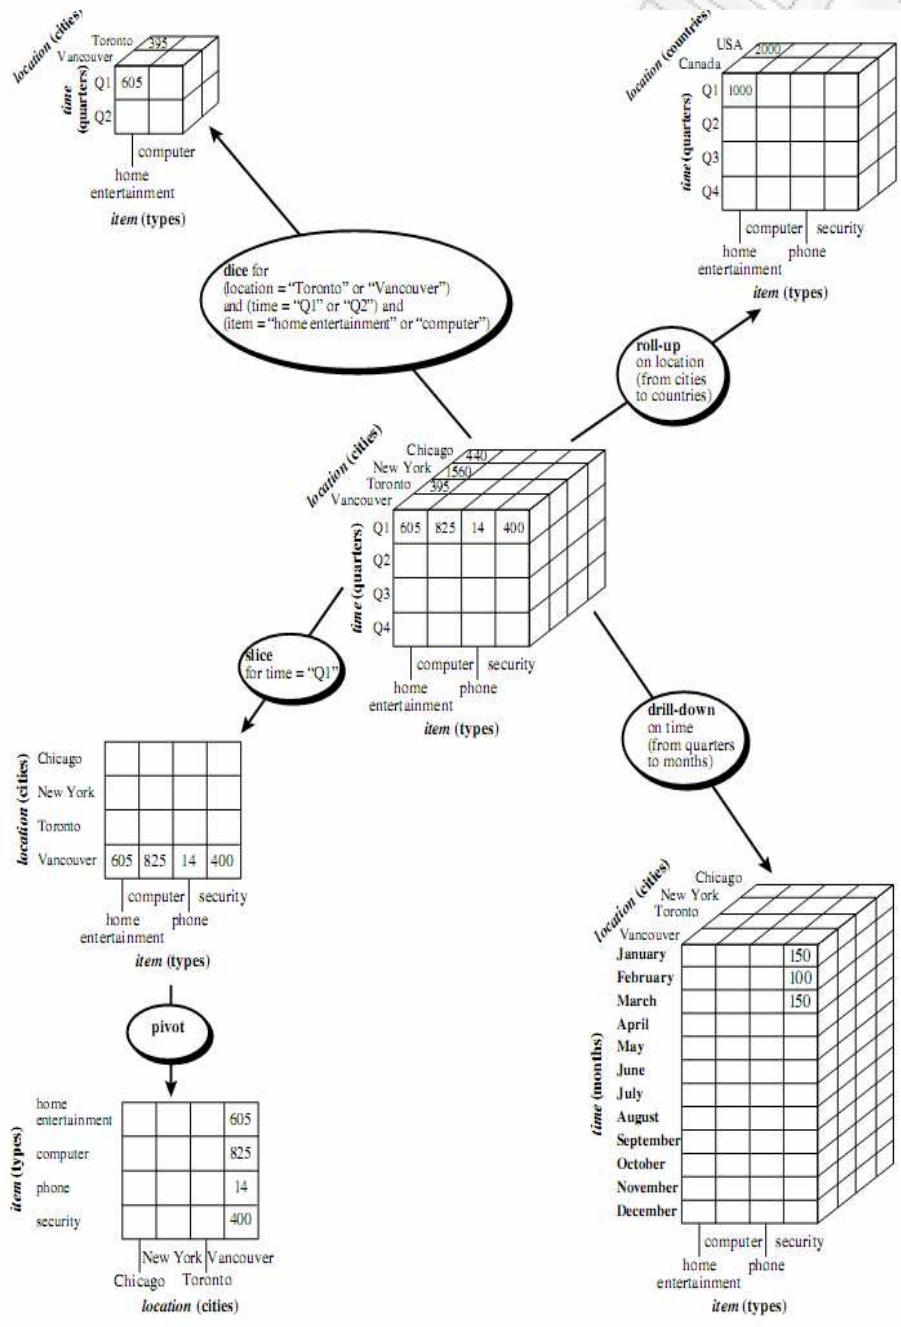 location (cities)
Toronto 395
Vancouver
time (quarters)
Q1 605
Q2
computer
home
entertainment
item (types)
location (countries)
USA 2000
Canada
time (quarters)
Q1 1000
Q2
Q3
Q4
computer security
home phone
entertainment
item (types)
dice for
(location = “Toronto” or “Vancouver”)
and (time = “Q1” or “Q2”) and
(item = “home entertainment” or “computer”)
roll-up
on location
(from cities
to countries)
location (cities)
Chicago 440
New York 1560
Toronto 395
Vancouver
time (quarters)
Q1 605 825 14 400
Q2
Q3
Q4
computer security
home phone
entertainment
item (types)
slice
for time = “Q1”
drill-down
on time
(from quarters
to months)
location (cities)
Chicago
New York
Toronto
Vancouver 605 825 14 400
computer security
home phone
entertainment
item (types)
pivot
item (types)
home
entertainment 605
computer 825
phone 14
security 400
New York Vancouver
Chicago Toronto
location (cities)
location (cities)
Chicago
New York
Toronto
Vancouver
time (months)
January 150
February 100
March 150
April
May
June
July
August
September
October
November
December
computer security
home phone
entertainment
item (types)